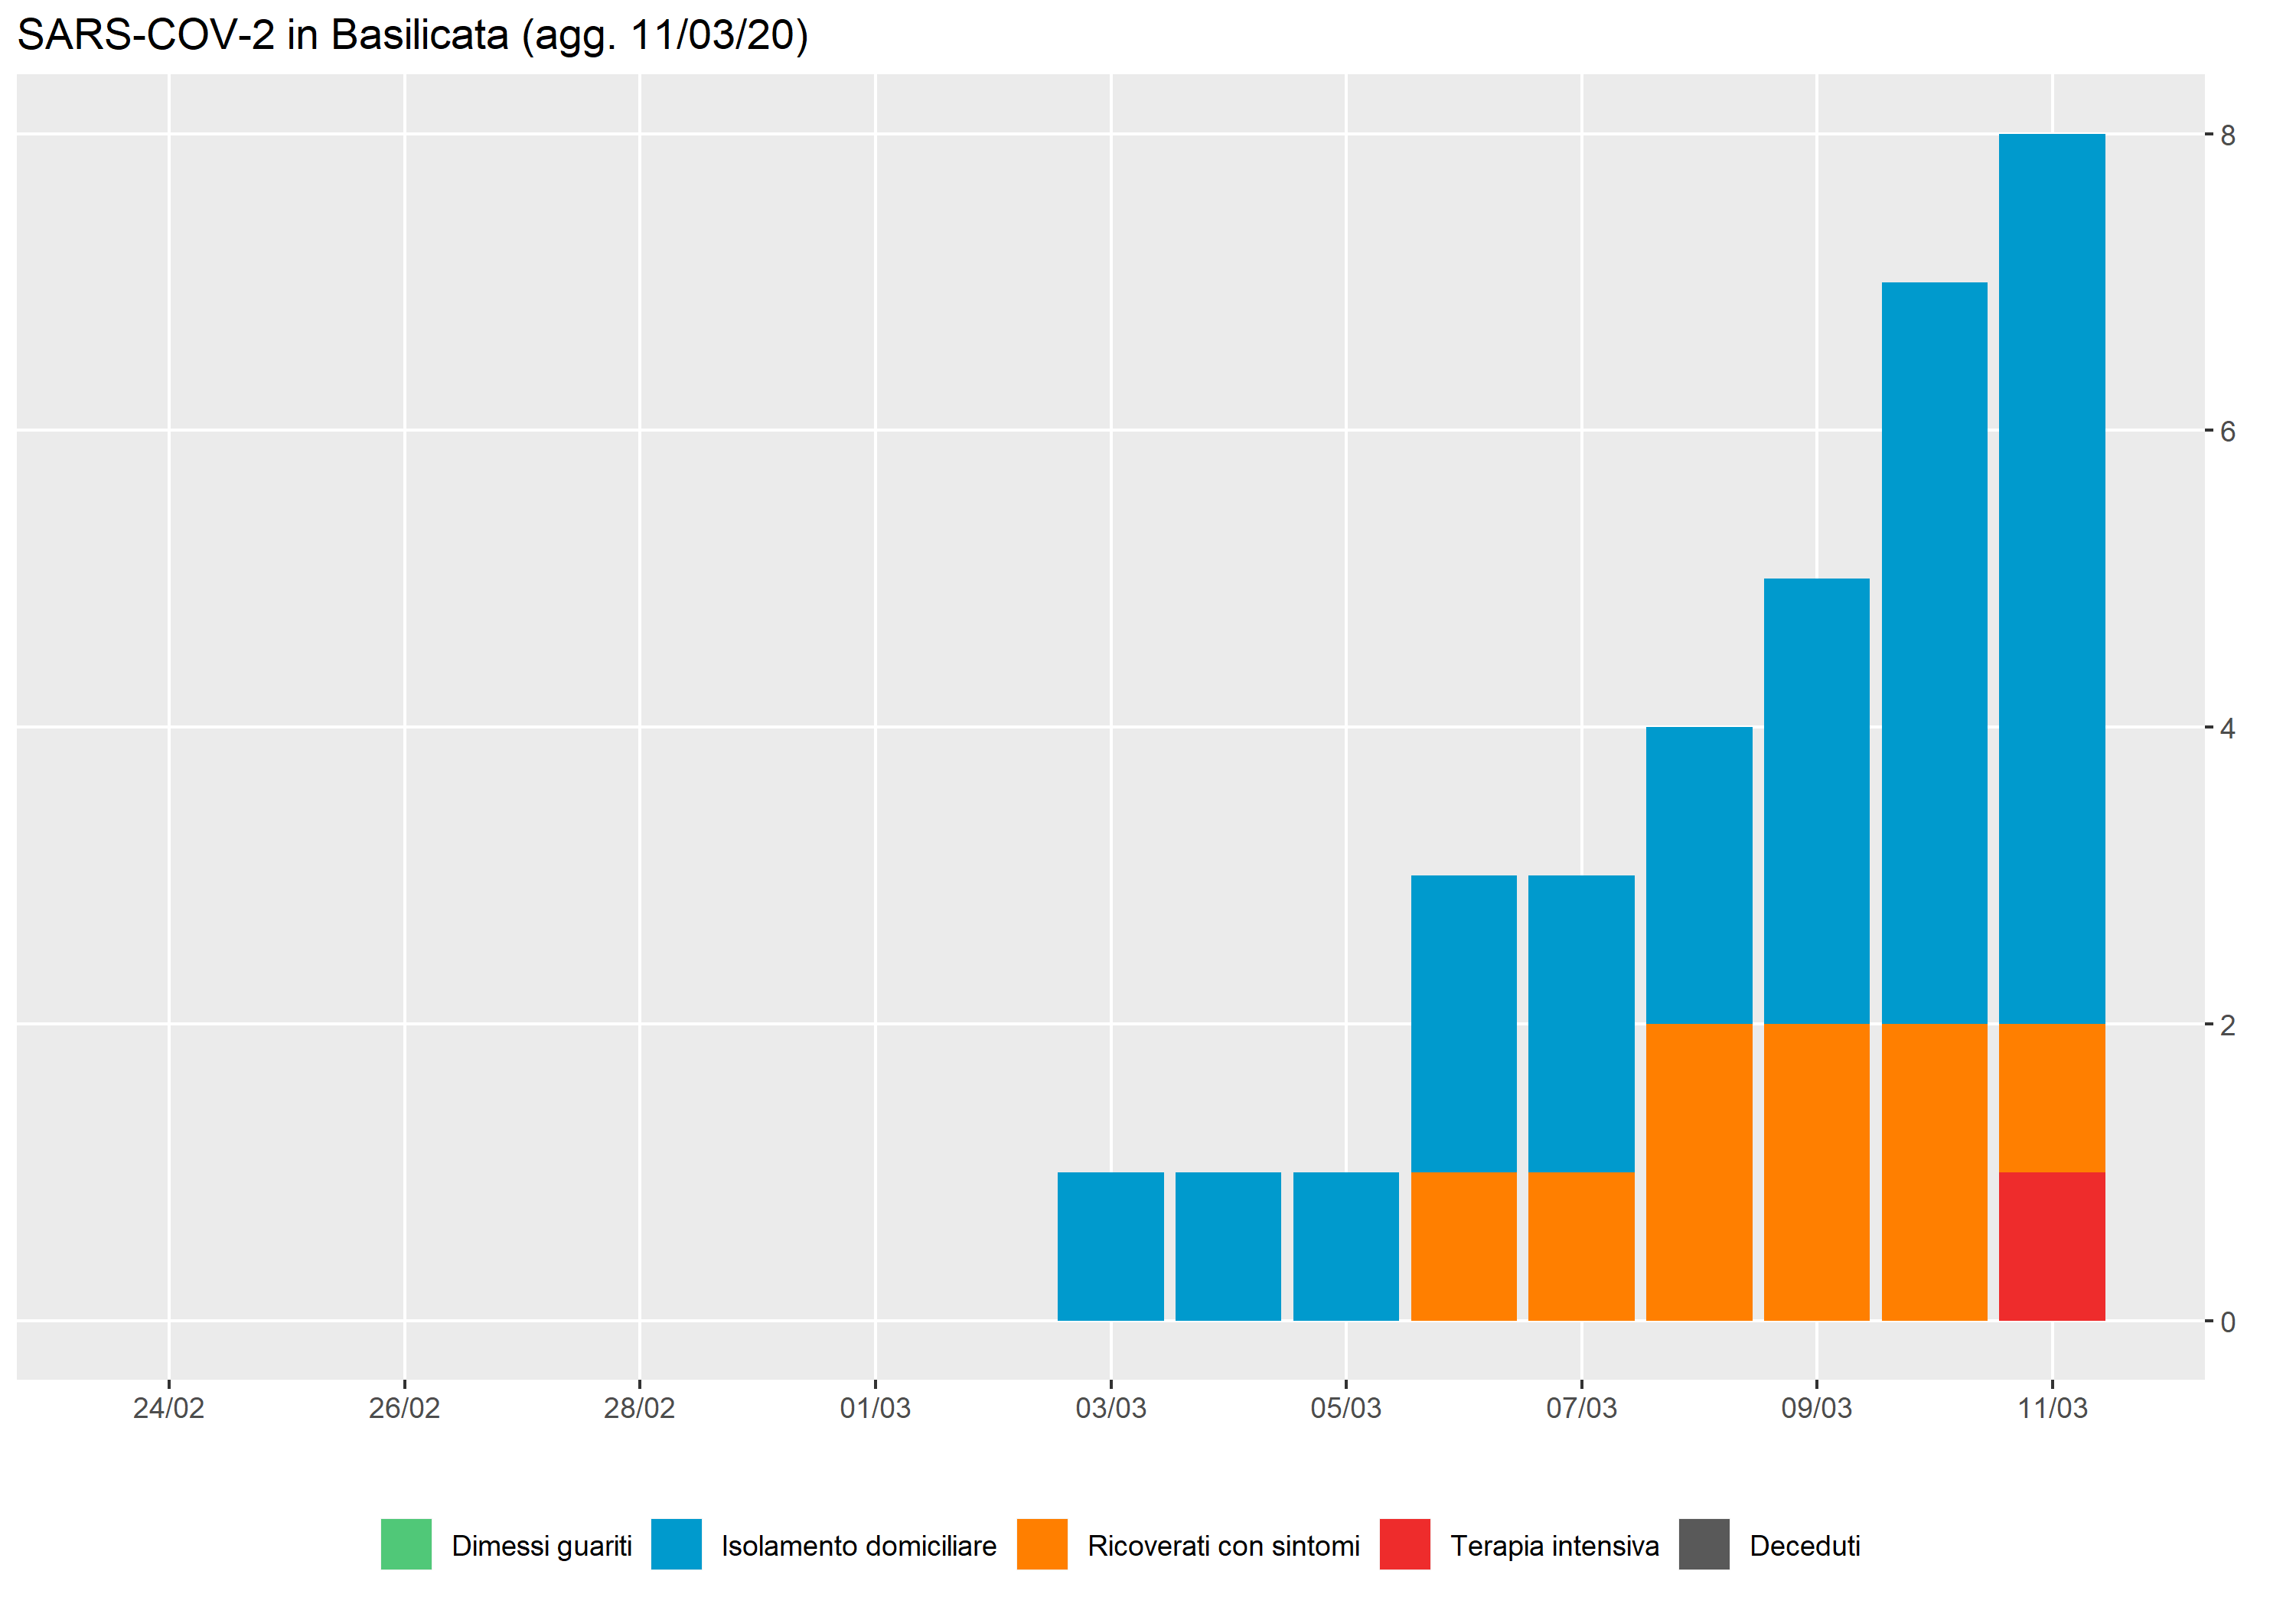 SARS-COV-2 in Basilicata (agg. 11/03/20)
8
6
4
2
0
24/02 26/02 28/02 01/03 03/03 05/03 07/03 09/03 11/03
Dimessi guariti Isolamento domiciliare Ricoverati con sintomi Terapia intensiva Deceduti